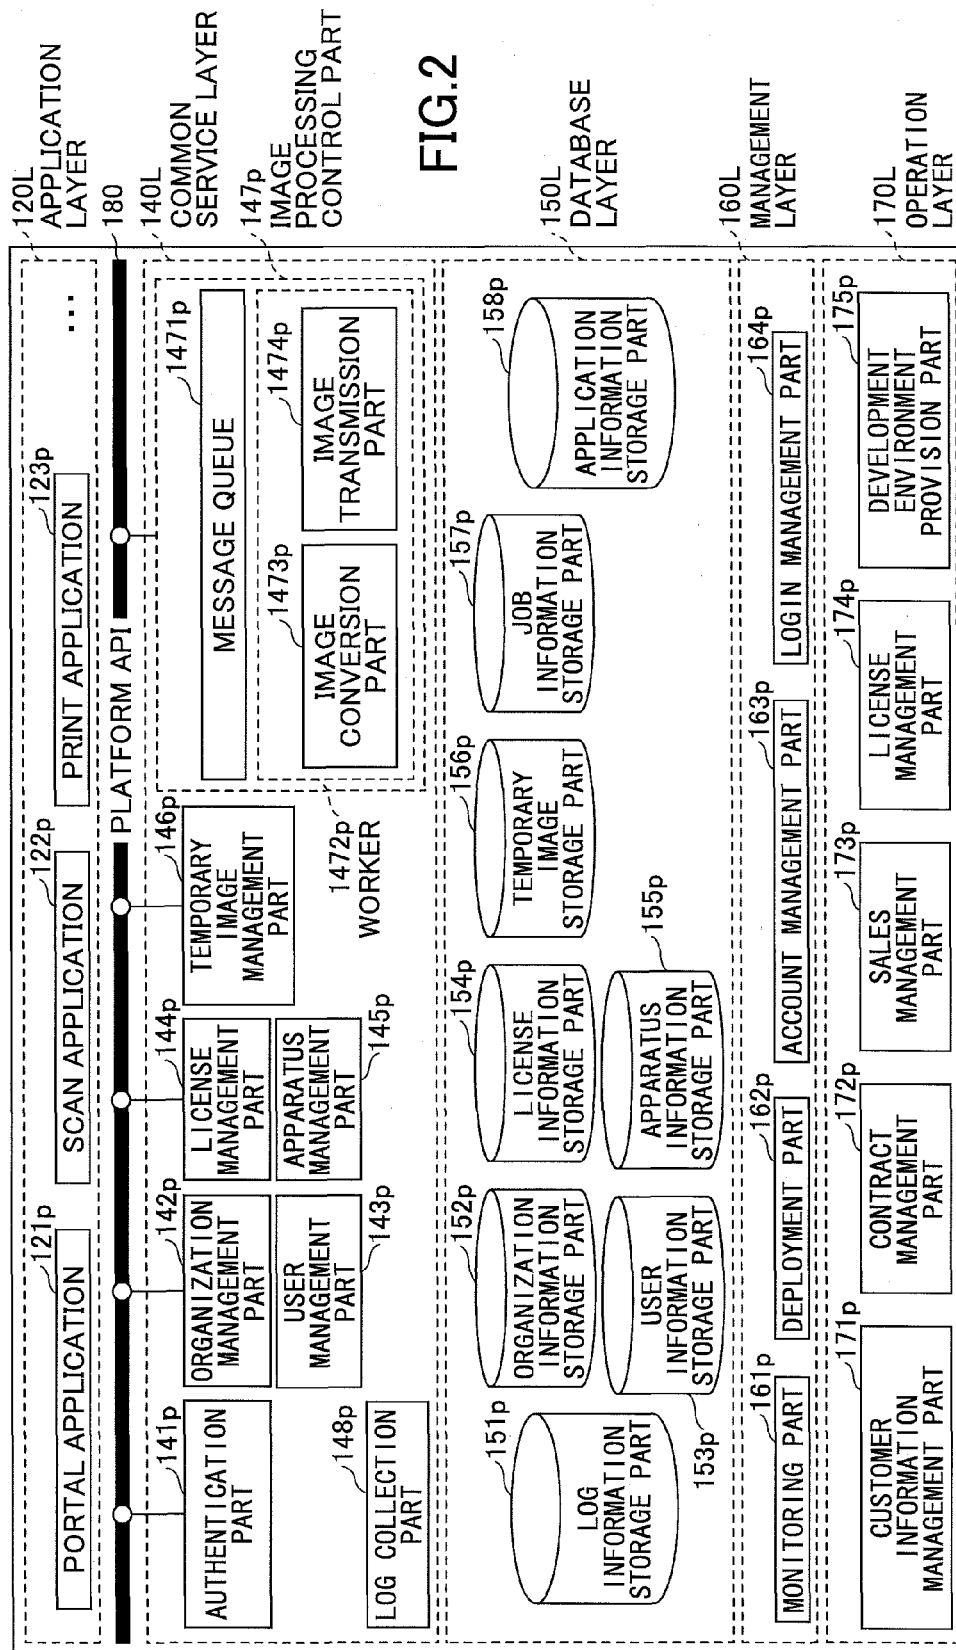 120L
APPLICATION
LAYER
121p
PORTAL APPLICATION
122p
SCAN APPLICATION
123p
PRINT APPLICATION
...
180
PLATFORM API
140L
COMMON
SERVICE LAYER
141p
AUTHENTICATION
PART
142p
ORGANIZATION
MANAGEMENT
PART
USER
MANAGEMENT
PART
143p
144p
LICENSE
MANAGEMENT
PART
APPARATUS
MANAGEMENT
PART
145p
146p
TEMPORARY
IMAGE
MANAGEMENT
PART
148p
LOG COLLECTION
PART
147p
IMAGE
PROCESSING
CONTROL PART
1471p
MESSAGE QUEUE
1472p
WORKER
1473p
IMAGE
CONVERSION
PART
1474p
IMAGE
TRANSMISSION
PART
FIG.2
150L
DATABASE
LAYER
151p
LOG
INFORMATION
STORAGE PART
152p
ORGANIZATION
INFORMATION
STORAGE PART
USER
INFORMATION
STORAGE PART
153p
154p
LICENSE
INFORMATION
STORAGE PART
155p
APPARATUS
INFORMATION
STORAGE PART
156p
TEMPORARY
IMAGE
STORAGE PART
157p
JOB
INFORMATION
STORAGE PART
158p
APPLICATION
INFORMATION
STORAGE PART
160L
MANAGEMENT
LAYER
161p
MONITORING PART
162p
DEPLOYMENT PART
163p
ACCOUNT MANAGEMENT PART
164p
LOGIN MANAGEMENT PART
170L
OPERATION
LAYER
171p
CUSTOMER
INFORMATION
MANAGEMENT PART
172p
CONTRACT
MANAGEMENT
PART
173p
SALES
MANAGEMENT
PART
174p
LICENSE
MANAGEMENT
PART
175p
DEVELOPMENT
ENVIRONMENT
PROVISION PART